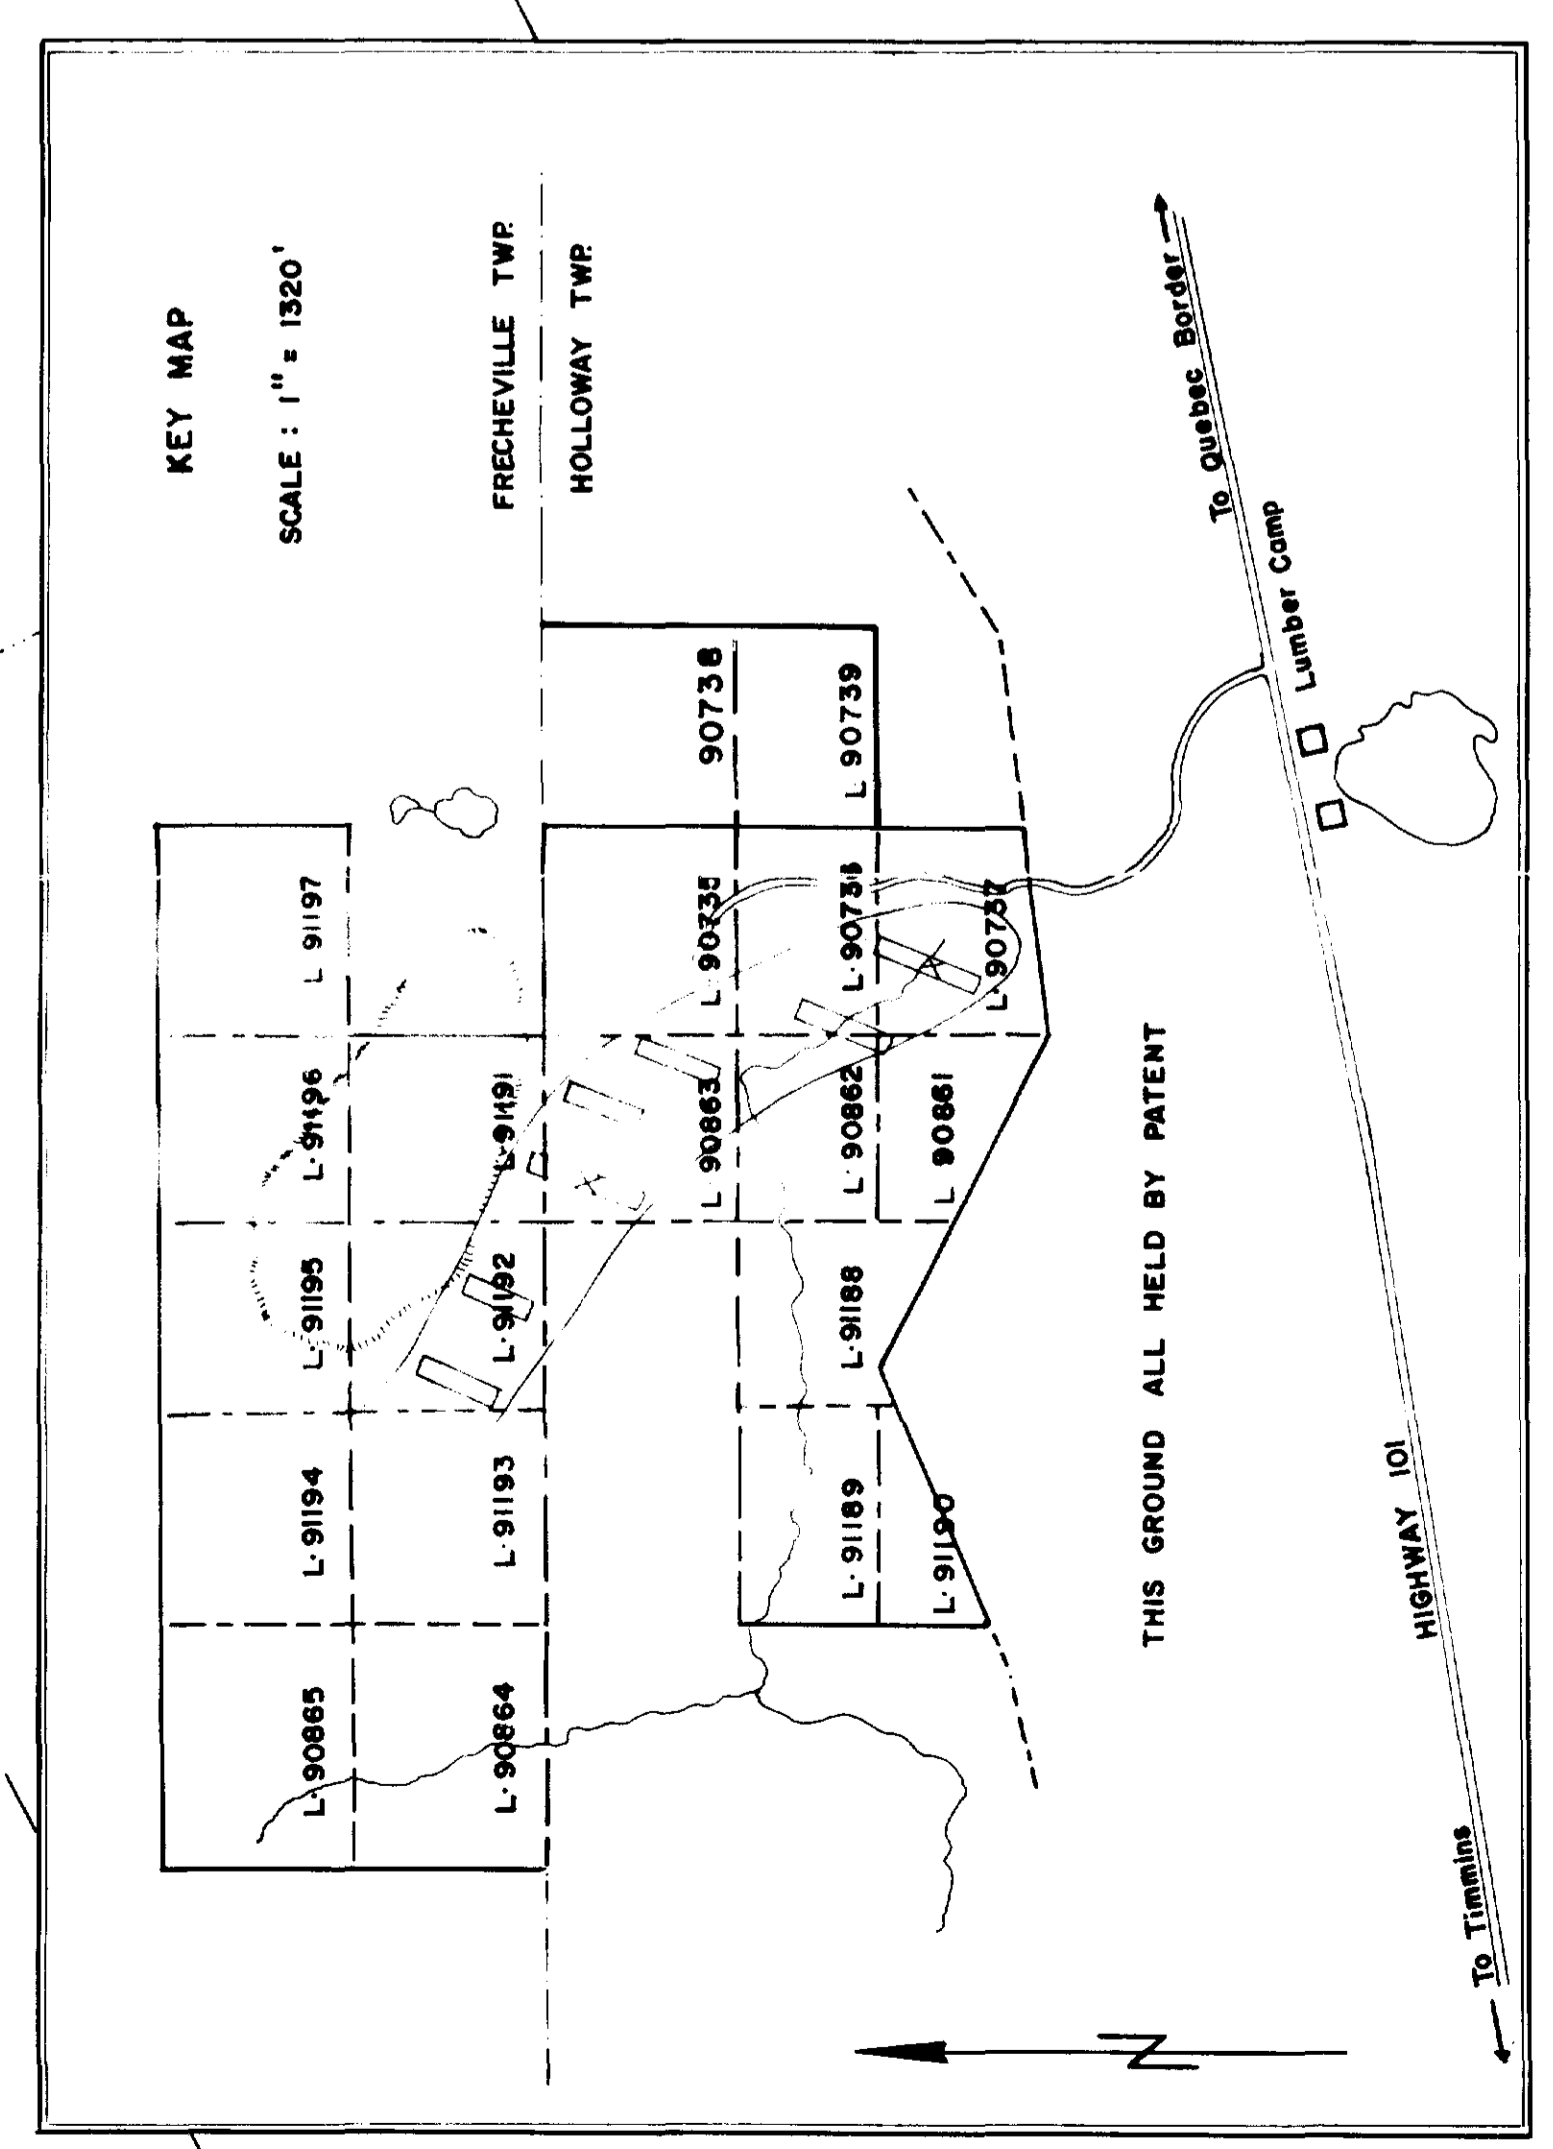 KEY MAP
SCALE : 1" = 1320'
FRECHEVILLE TWP.
HOLLOWAY TWP.
L·90865
L·91194
L·91195
L·91196
L 91197
L·90864
L·91193
L·91192
L·91191
L 90863
L 90735
90738
L·91189
L·91188
L·90862
L·90736
L 90739
L·91190
L 90861
L·90737
THIS GROUND ALL HELD BY PATENT
To Quebec Border
Lumber Camp
HIGHWAY 101
To Timmins
N